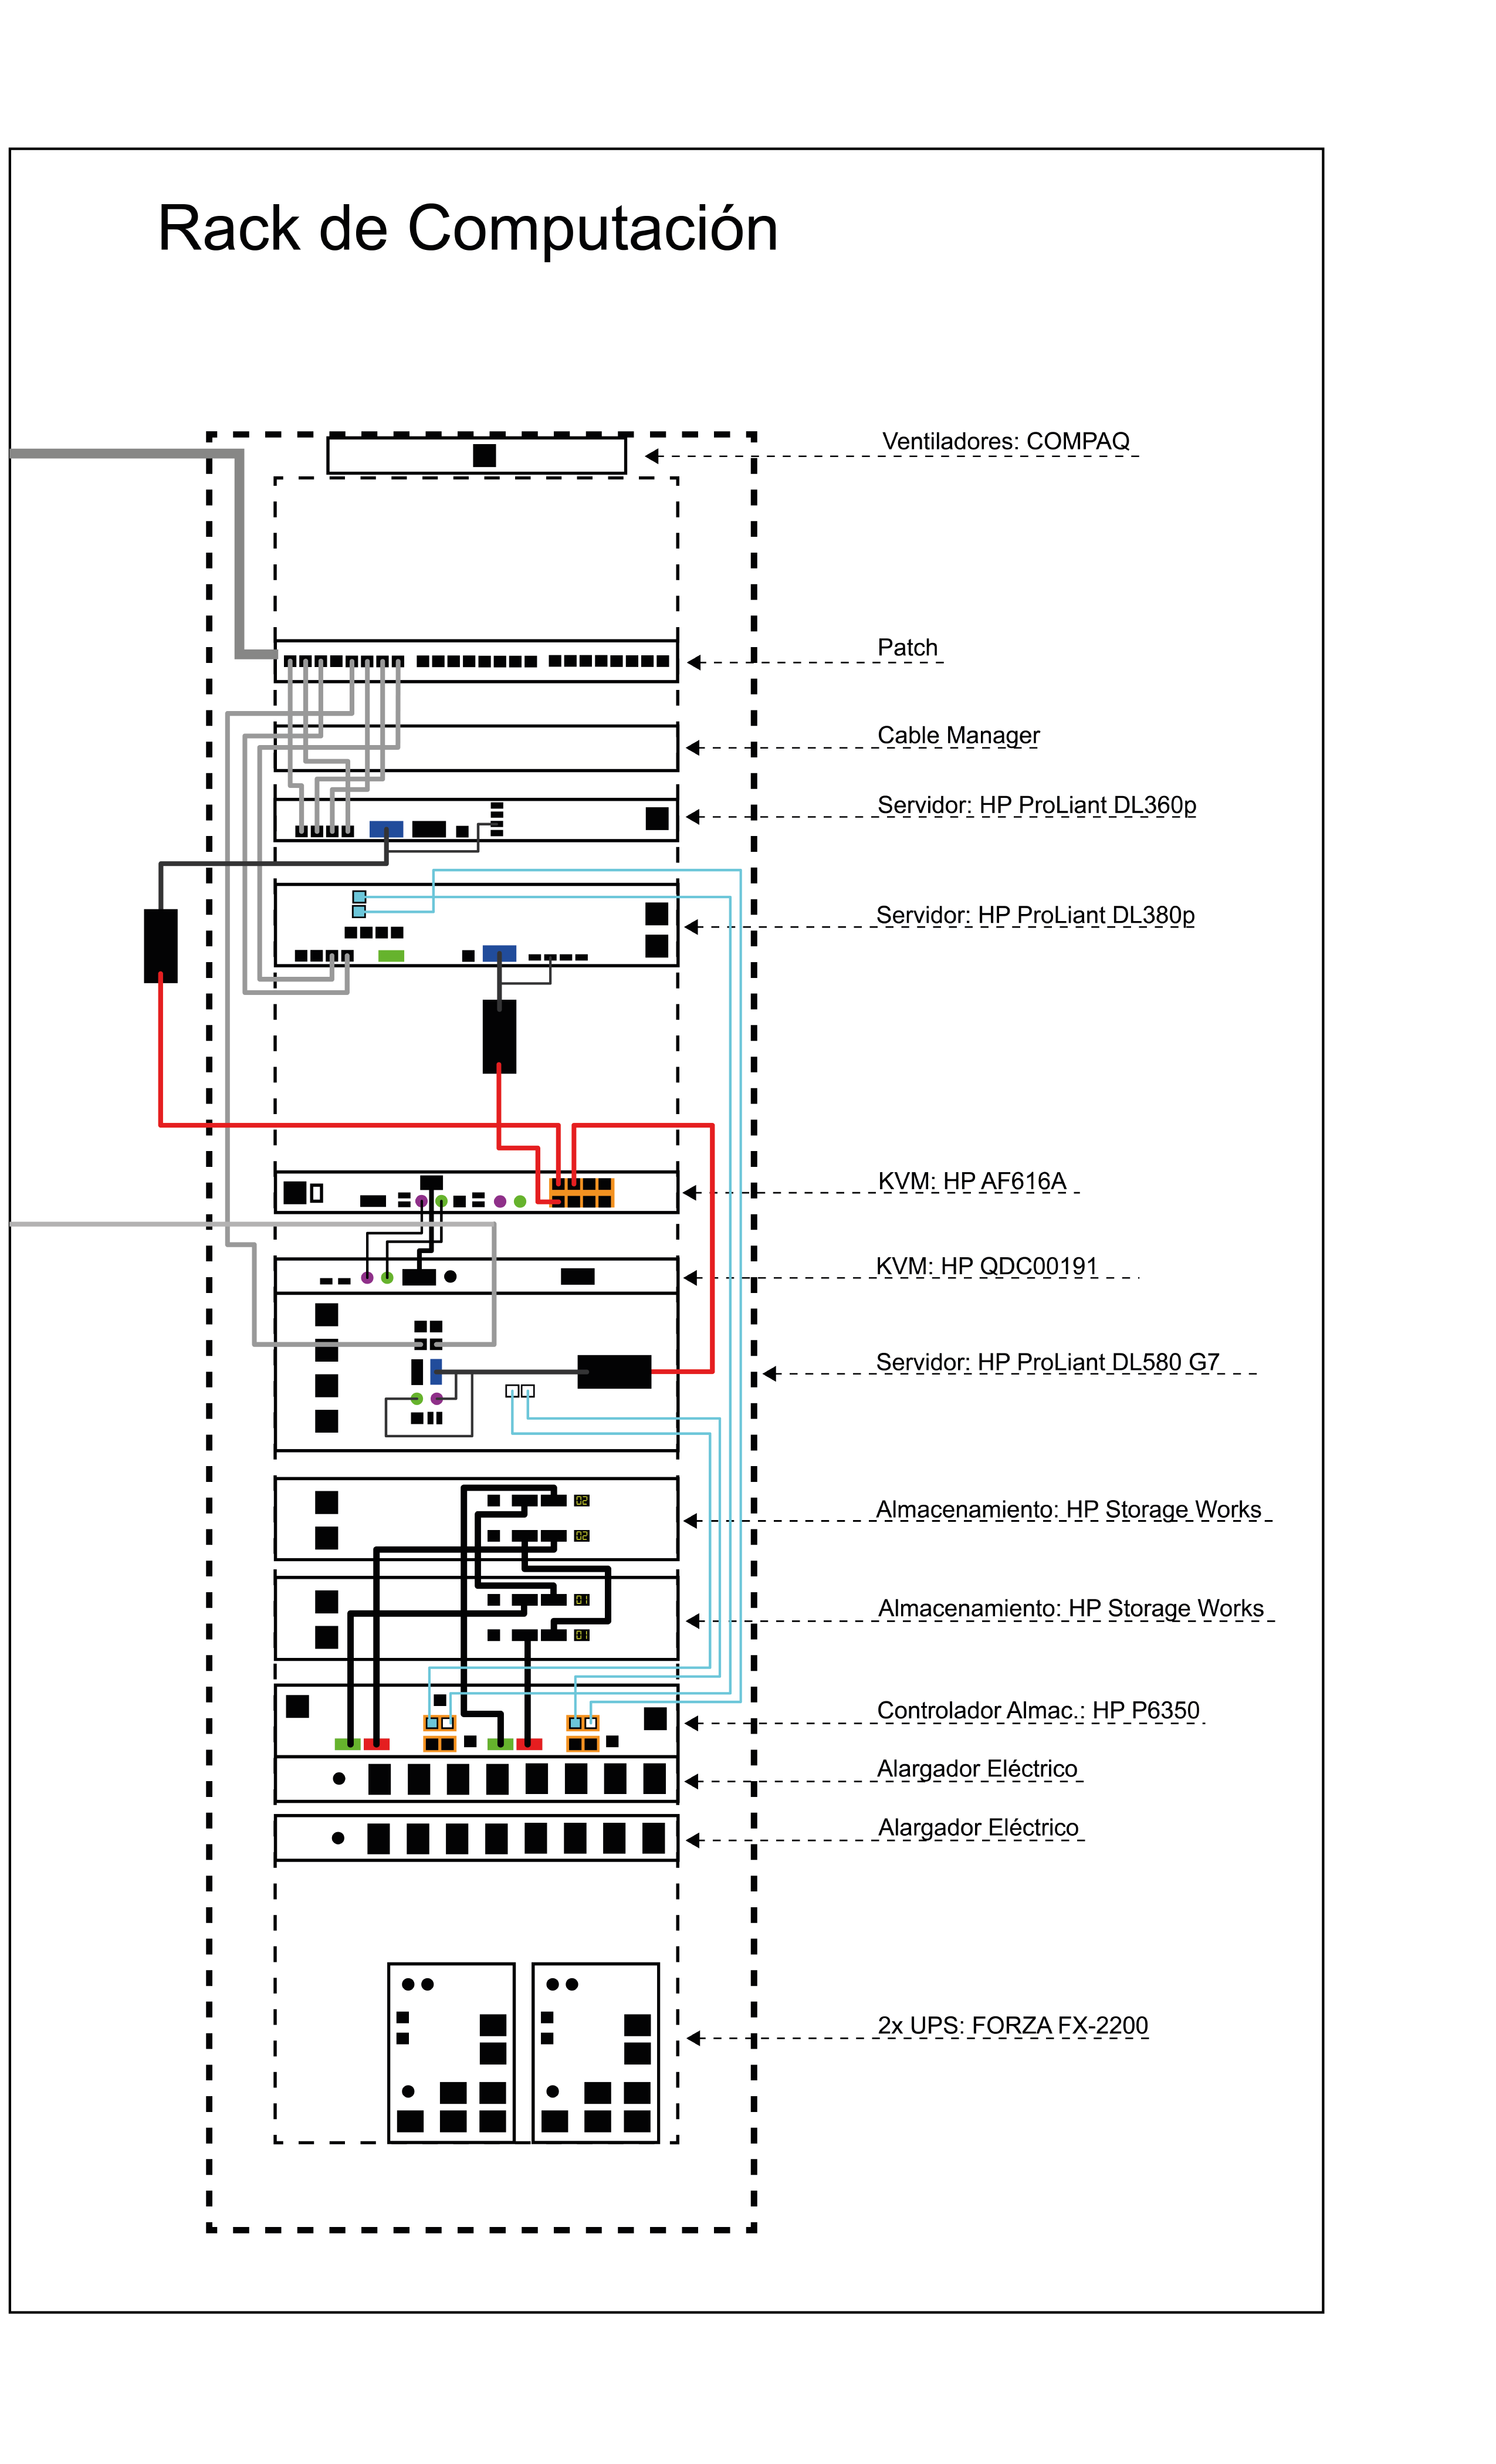 Rack de Computación
Ventiladores: COMPAQ
Patch
Cable Manager
Servidor: HP ProLiant DL360p
Servidor: HP ProLiant DL380p
KVM: HP AF616A
KVM: HP QDC00191
Servidor: HP ProLiant DL580 G7
02
Almacenamiento: HP Storage Works
02
01
Almacenamiento: HP Storage Works
01
Controlador Almac.: HP P6350
Alargador Eléctrico
Alargador Eléctrico
2x UPS: FORZA FX-2200